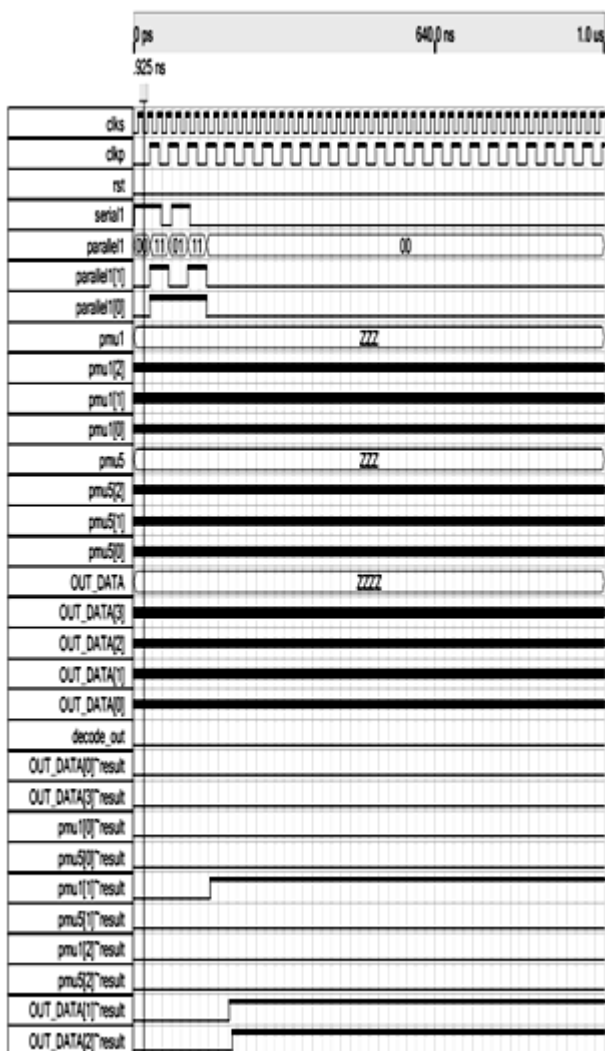 0 ps 640.0 ns 1.0 us
.925 ns
clks
clkp
rst
serial1
parallel1 00 11 01 11 00
parallel1[1]
parallel1[0]
pmu1 ZZZ
pmu1[2]
pmu1[1]
pmu1[0]
pmu5 ZZZ
pmu5[2]
pmu5[1]
pmu5[0]
OUT_DATA ZZZZ
OUT_DATA[3]
OUT_DATA[2]
OUT_DATA[1]
OUT_DATA[0]
decode_out
OUT_DATA[0]~result
OUT_DATA[3]~result
pmu1[0]~result
pmu5[0]~result
pmu1[1]~result
pmu5[1]~result
pmu1[2]~result
pmu5[2]~result
OUT_DATA[1]~result
OUT_DATA[2]~result